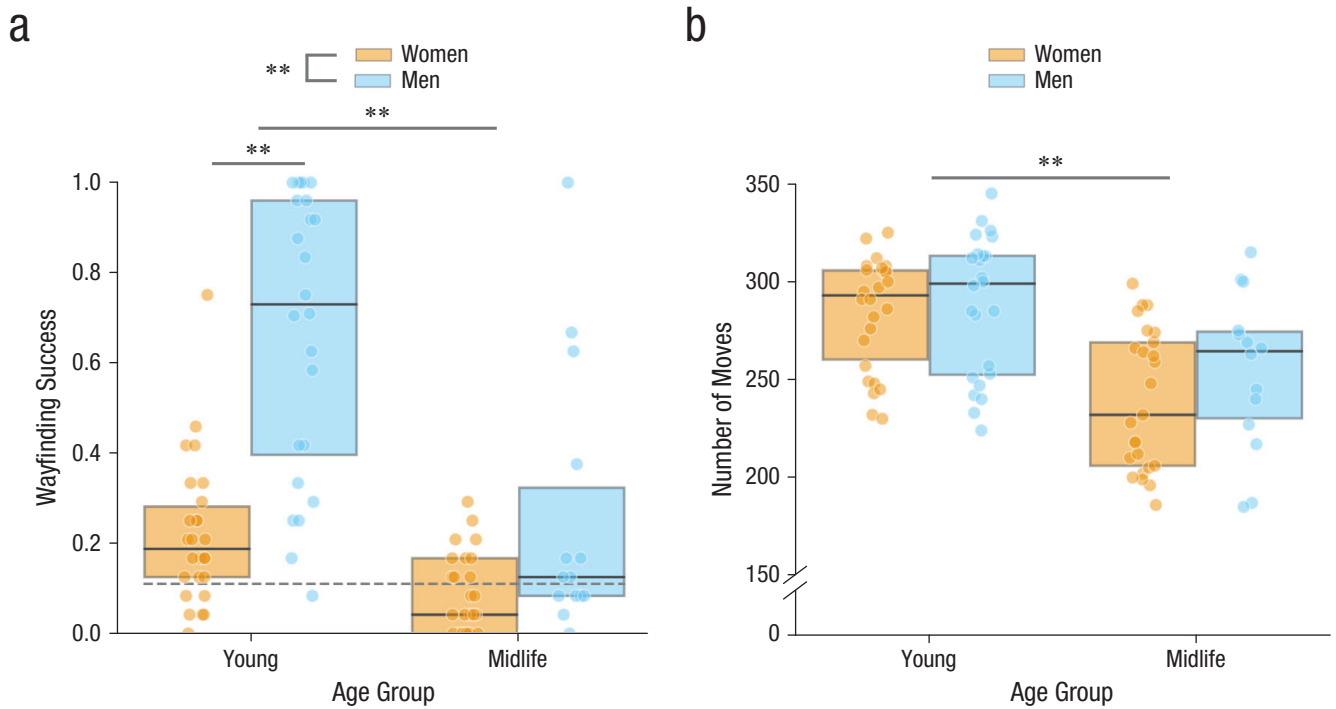 a
Women
Men
**
**
**
1.0
0.8
0.6
0.4
0.2
0.0
Wayfinding Success
Young
Midlife
Age Group
b
Women
Men
**
350
300
250
200
150
0
Number of Moves
Young
Midlife
Age Group